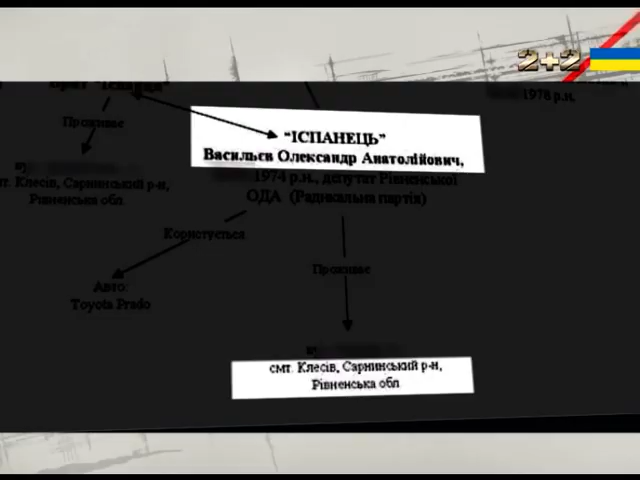 2+2
Брат "Іспанця"
1978 р.н,
Проживає
"ІСПАНЕЦЬ"
Васильєв Олександр Анатолійович,
1974 р.н., депутат Рівненської
ОДА (Радикальна партія)
смт. Клесів, Сарнинський р-н,
Рівненська обл.
Користується
Проживає
Авто:
Toyota Prado
смт. Клесів, Сарнинський р-н,
Рівненська обл